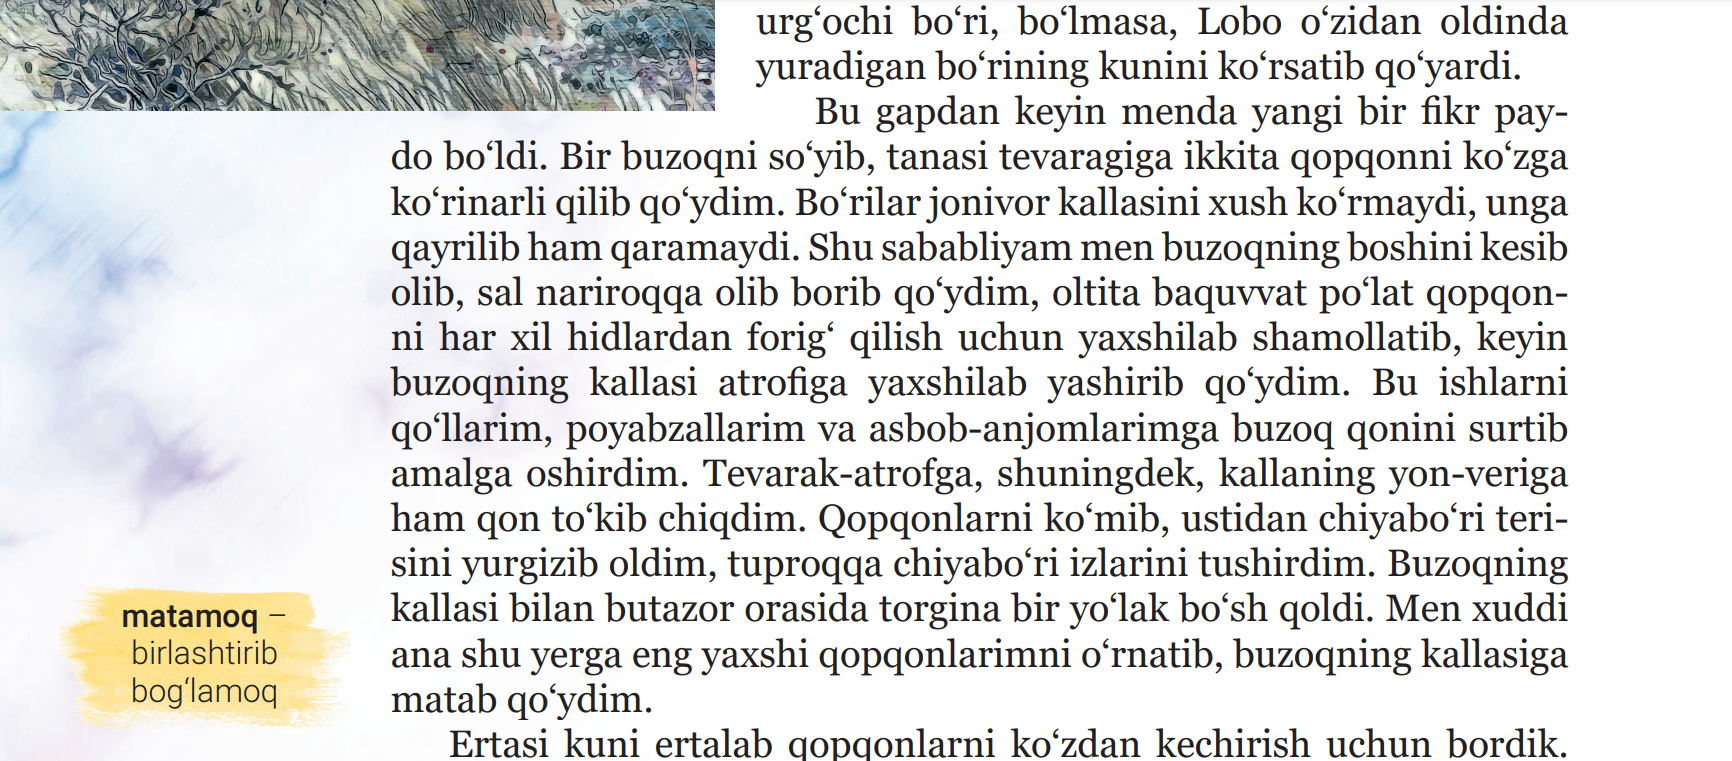 urg‘ochi bo‘ri, bo‘lmasa, Lobo o‘zidan oldinda
yuradigan bo‘rining kunini ko‘rsatib qo‘yardi.
Bu gapdan keyin menda yangi bir fikr pay-
do bo‘ldi. Bir buzoqni so‘yib, tanasi tevaragiga ikkita qopqonni ko‘zga
ko‘rinarli qilib qo‘ydim. Bo‘rilar jonivor kallasini xush ko‘rmaydi, unga
qayrilib ham qaramaydi. Shu sababliyam men buzoqning boshini kesib
olib, sal nariroqqa olib borib qo‘ydim, oltita baquvvat po‘lat qopqon-
ni har xil hidlardan forig‘ qilish uchun yaxshilab shamollatib, keyin
buzoqning kallasi atrofiga yaxshilab yashirib qo‘ydim. Bu ishlarni
qo‘llarim, poyabzallarim va asbob-anjomlarimga buzoq qonini surtib
amalga oshirdim. Tevarak-atrofga, shuningdek, kallaning yon-veriga
ham qon to‘kib chiqdim. Qopqonlarni ko‘mib, ustidan chiyabo‘ri teri-
sini yurgizib oldim, tuproqqa chiyabo‘ri izlarini tushirdim. Buzoqning
kallasi bilan butazor orasida torgina bir yo‘lak bo‘sh qoldi. Men xuddi
ana shu yerga eng yaxshi qopqonlarimni o‘rnatib, buzoqning kallasiga
matab qo‘ydim.
Ertasi kuni ertalab qopqonlarni ko‘zdan kechirish uchun bordik.
matamoq –
birlashtirib
bog‘lamoq